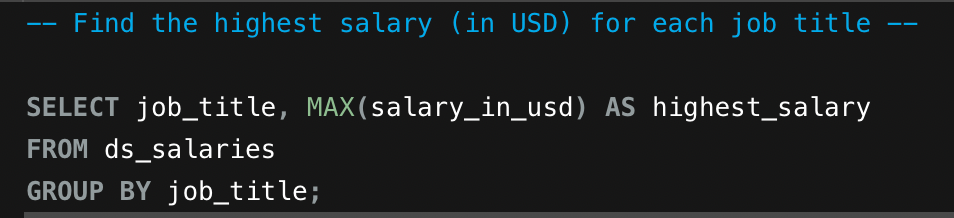 -- Find the highest salary (in USD) for each job title --
SELECT job_title, MAX(salary_in_usd) AS highest_salary
FROM ds_salaries
GROUP BY job_title;